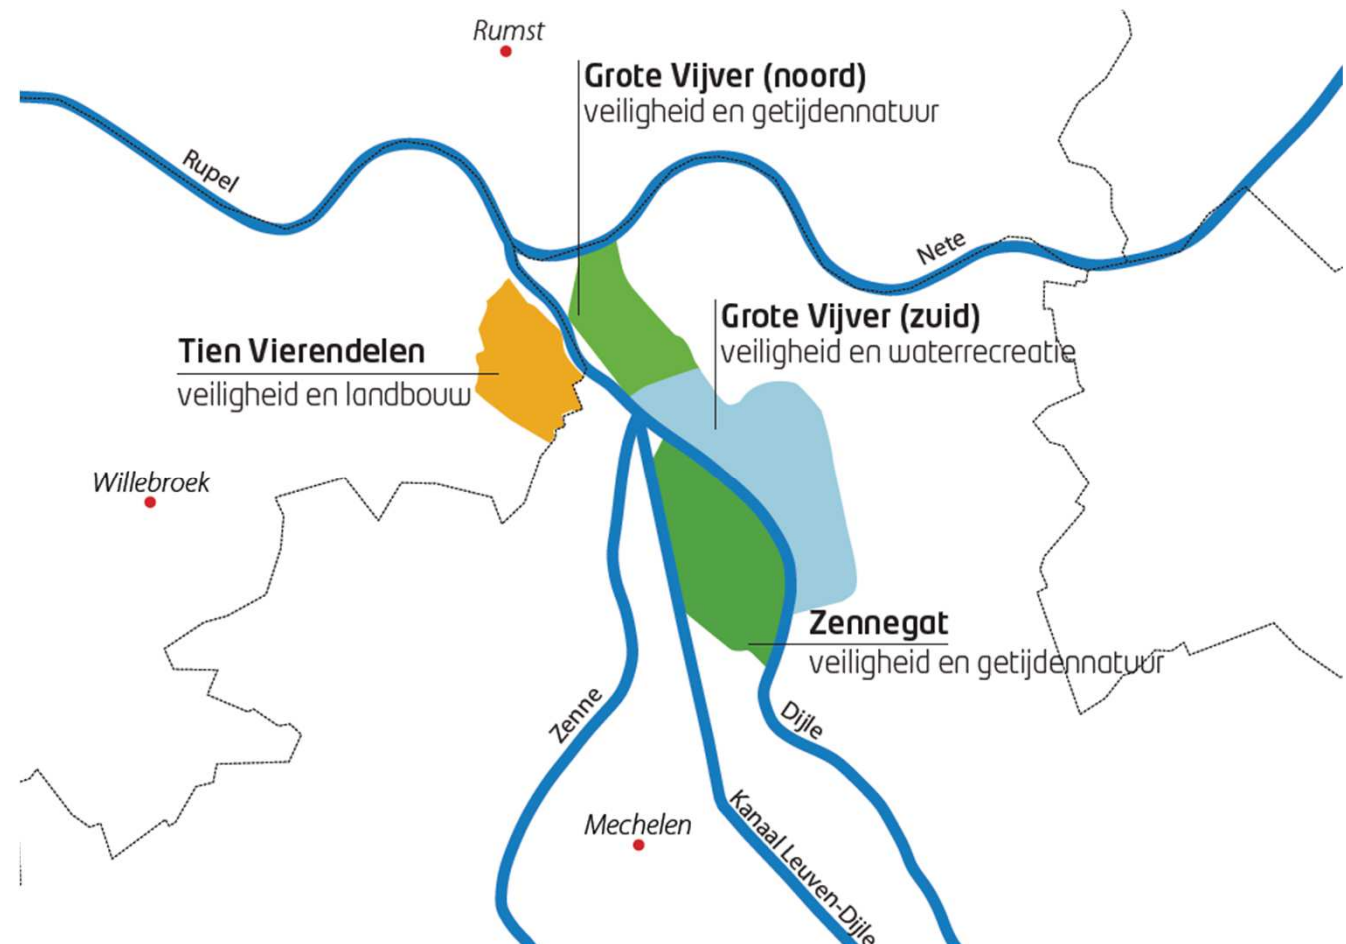 Rumst
Grote Vijver (noord)
veiligheid en getijdennatuur
Rupel
Nete
Grote Vijver (zuid)
veiligheid en waterrecreatie
Tien Vierendelen
veiligheid en landbouw
Willebroek
Zennegat
veiligheid en getijdennatuur
Zenne
Dijle
Kanaal Leuven-Dijle
Mechelen